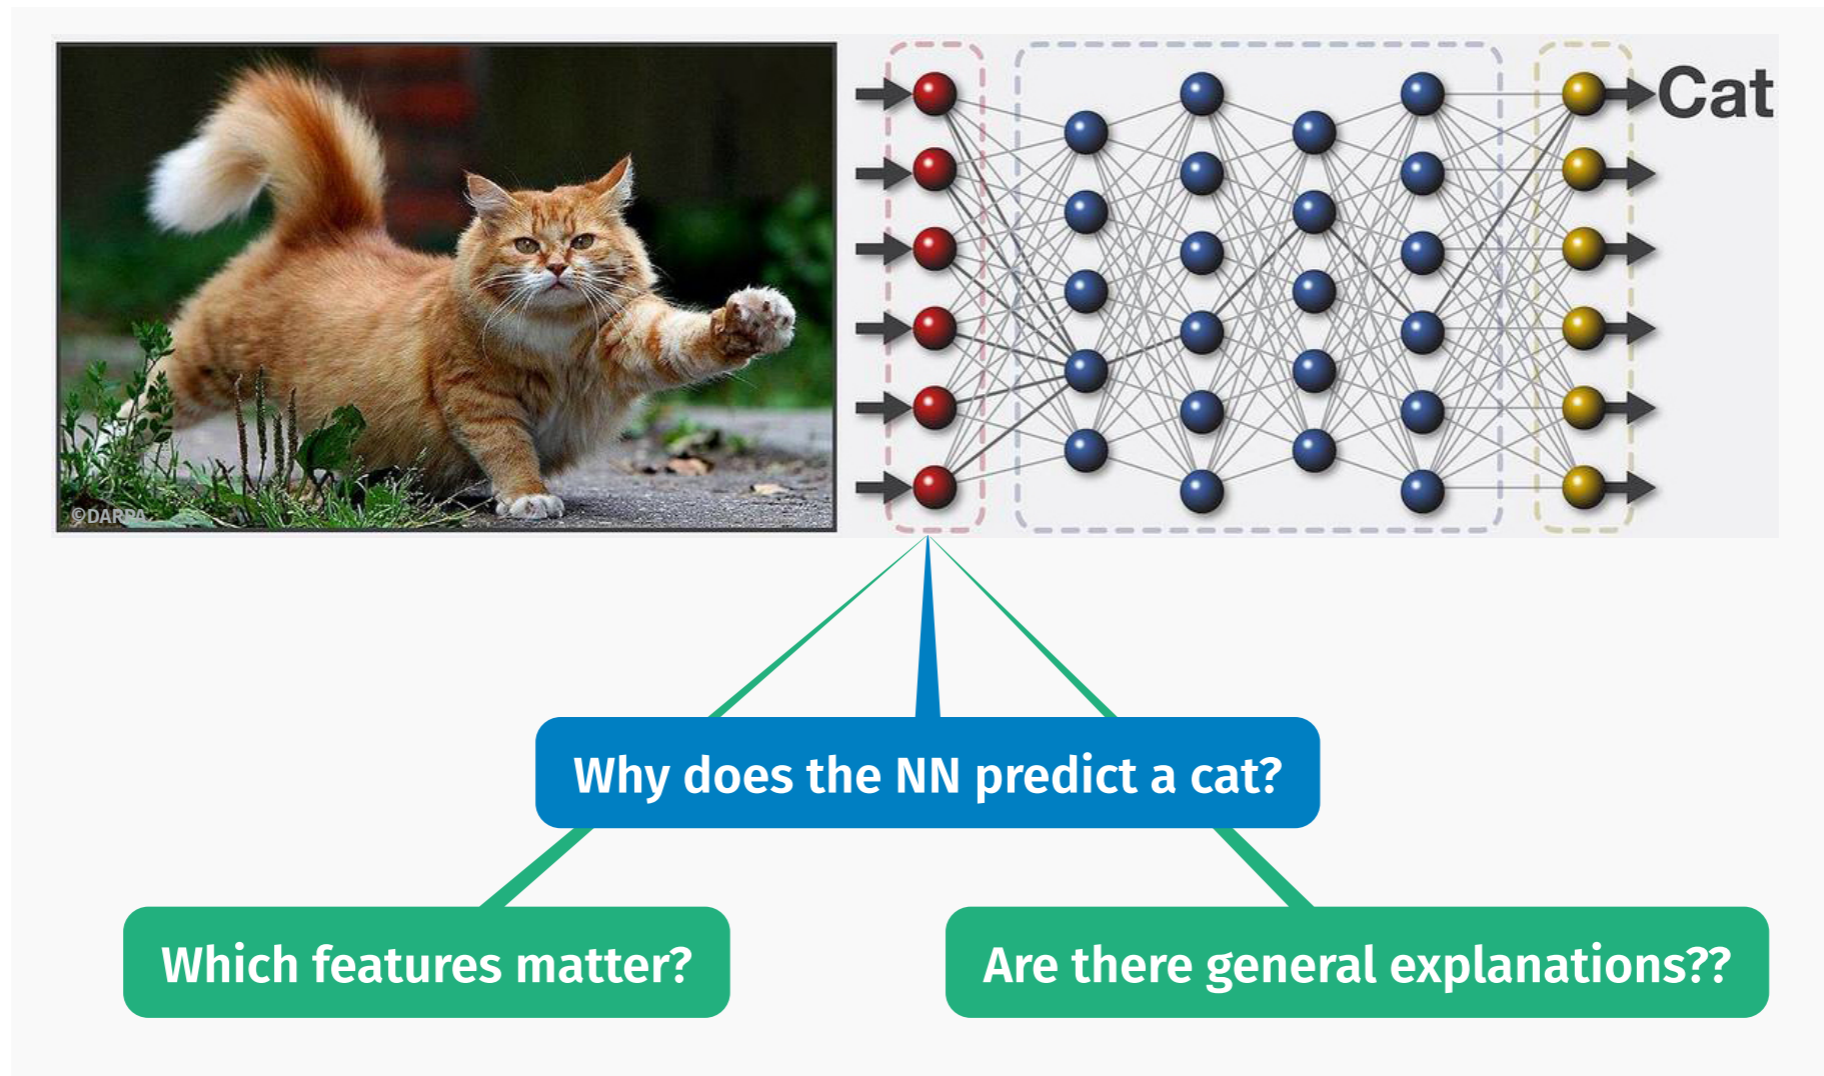 Cat
©DARPA
Why does the NN predict a cat?
Which features matter?
Are there general explanations??